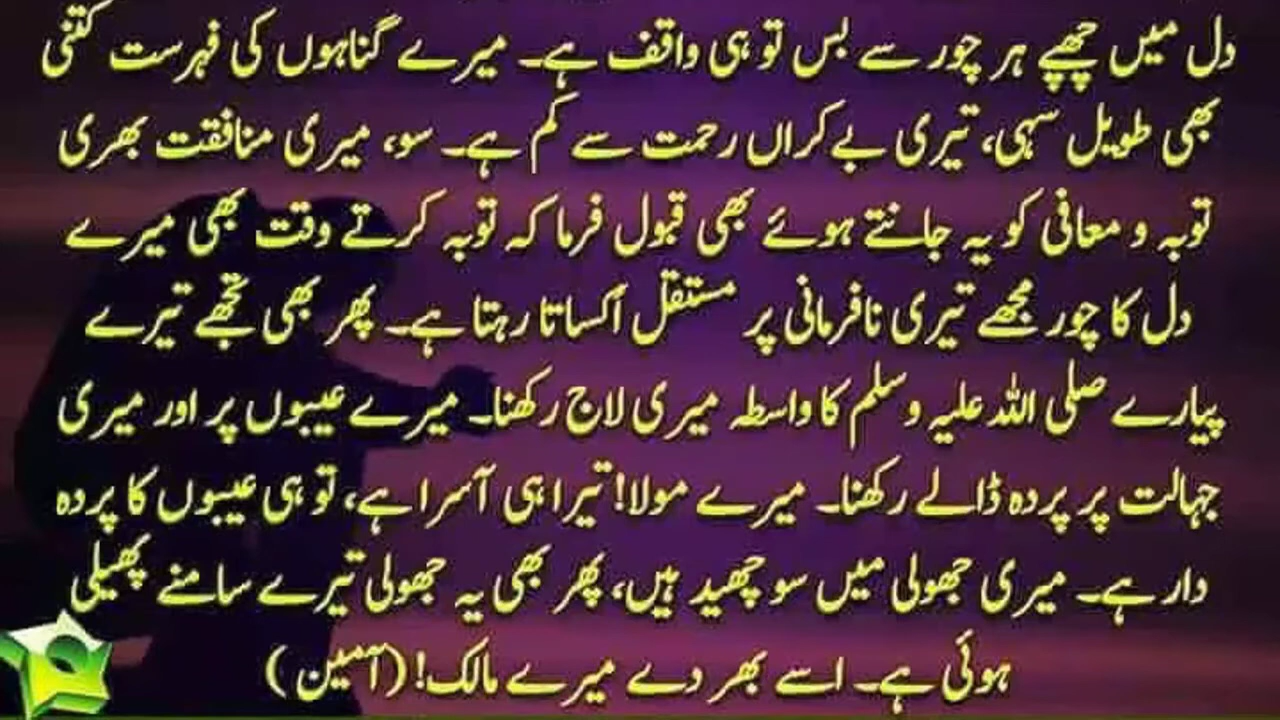 دل میں چھپے ہر چور سے بس تو ہی واقف ہے۔ میرے گناہوں کی فہرست کتنی
بھی طویل سہی، تیری بےکراں رحمت سے کم ہے۔ سو، میری منافقت بھری
توبہ و معافی کو یہ جانتے ہوئے بھی قبول فرما کہ توبہ کرتے وقت بھی میرے
دل کا چور مجھے تیری نافرمانی پر مستقل اُکساتا رہتا ہے۔ پھر بھی تجھے تیرے
پیارے صلی اللہ علیہ وسلم کا واسطہ میری لاج رکھنا۔ میرے عیبوں پر اور میری
جہالت پر پردہ ڈالے رکھنا۔ میرے مولا! تیرا ہی آسرا ہے، تو ہی عیبوں کا پردہ
دار ہے۔ میری جھولی میں سو چھید ہیں، پھر بھی یہ جھولی تیرے سامنے پھیلی
ہوئی ہے۔ اسے بھر دے میرے مالک! (آمین)